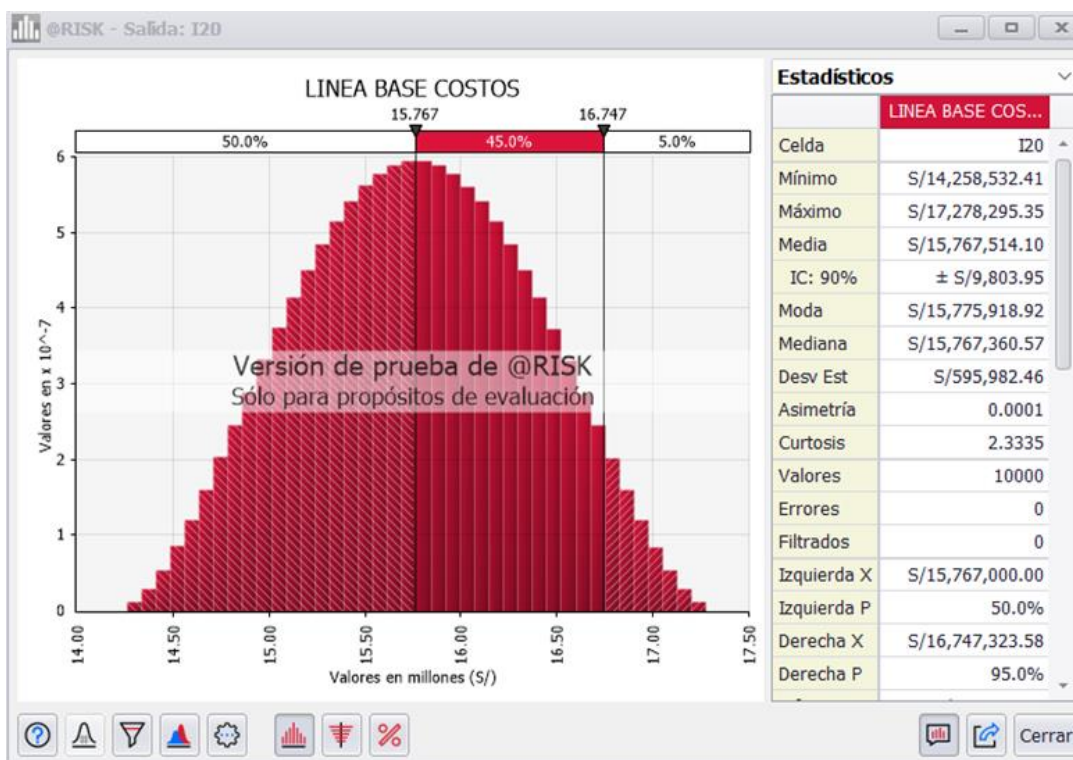 @RISK - Salida: I20
LINEA BASE COSTOS
15.767 16.747
50.0% 45.0% 5.0%
6
5
4
3
2
1
0
Valores en x 10^-7
Versión de prueba de @RISK
Sólo para propósitos de evaluación
14.00 14.50 15.00 15.50 16.00 16.50 17.00 17.50
Valores en millones (S/)
Estadísticos
LINEA BASE COS...
Celda I20
Mínimo S/14,258,532.41
Máximo S/17,278,295.35
Media S/15,767,514.10
IC: 90% ± S/9,803.95
Moda S/15,775,918.92
Mediana S/15,767,360.57
Desv Est S/595,982.46
Asimetría 0.0001
Curtosis 2.3335
Valores 10000
Errores 0
Filtrados 0
Izquierda X S/15,767,000.00
Izquierda P 50.0%
Derecha X S/16,747,323.58
Derecha P 95.0%
Cerrar